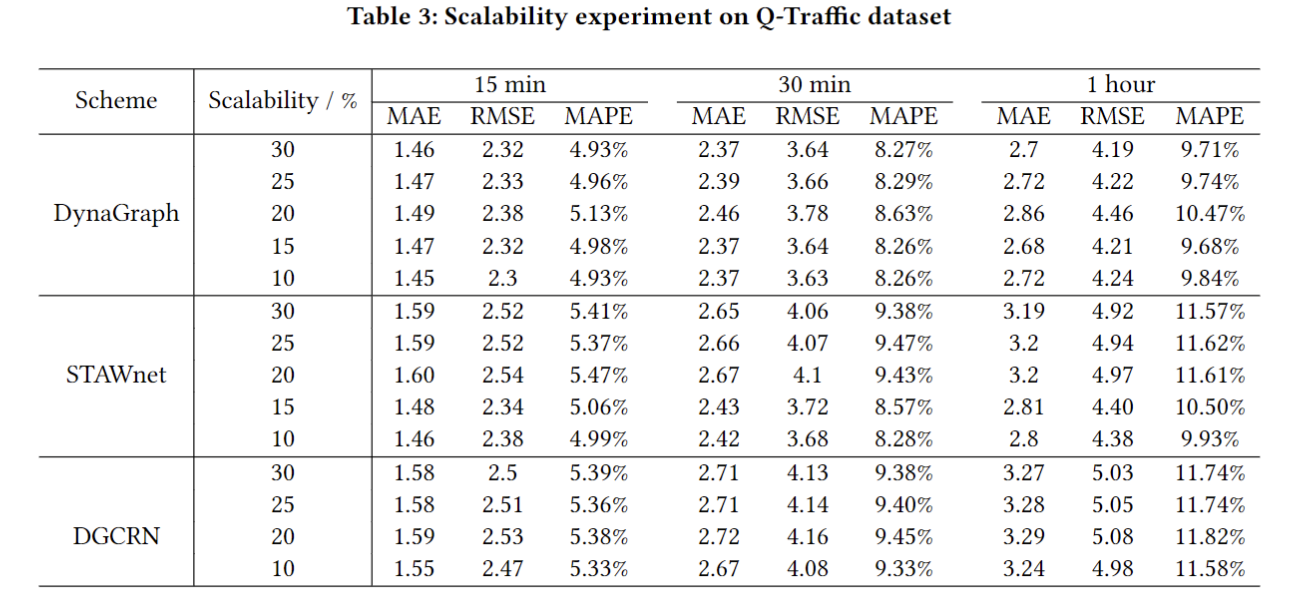 Table 3: Scalability experiment on Q-Traffic dataset
Scheme Scalability / % 15 min 30 min 1 hour
MAE RMSE MAPE MAE RMSE MAPE MAE RMSE MAPE
30 1.46 2.32 4.93% 2.37 3.64 8.27% 2.7 4.19 9.71%
25 1.47 2.33 4.96% 2.39 3.66 8.29% 2.72 4.22 9.74%
DynaGraph 20 1.49 2.38 5.13% 2.46 3.78 8.63% 2.86 4.46 10.47%
15 1.47 2.32 4.98% 2.37 3.64 8.26% 2.68 4.21 9.68%
10 1.45 2.3 4.93% 2.37 3.63 8.26% 2.72 4.24 9.84%
30 1.59 2.52 5.41% 2.65 4.06 9.38% 3.19 4.92 11.57%
25 1.59 2.52 5.37% 2.66 4.07 9.47% 3.2 4.94 11.62%
STAWnet 20 1.60 2.54 5.47% 2.67 4.1 9.43% 3.2 4.97 11.61%
15 1.48 2.34 5.06% 2.43 3.72 8.57% 2.81 4.40 10.50%
10 1.46 2.38 4.99% 2.42 3.68 8.28% 2.8 4.38 9.93%
30 1.58 2.5 5.39% 2.71 4.13 9.38% 3.27 5.03 11.74%
25 1.58 2.51 5.36% 2.71 4.14 9.40% 3.28 5.05 11.74%
DGCRN 20 1.59 2.53 5.38% 2.72 4.16 9.45% 3.29 5.08 11.82%
10 1.55 2.47 5.33% 2.67 4.08 9.33% 3.24 4.98 11.58%